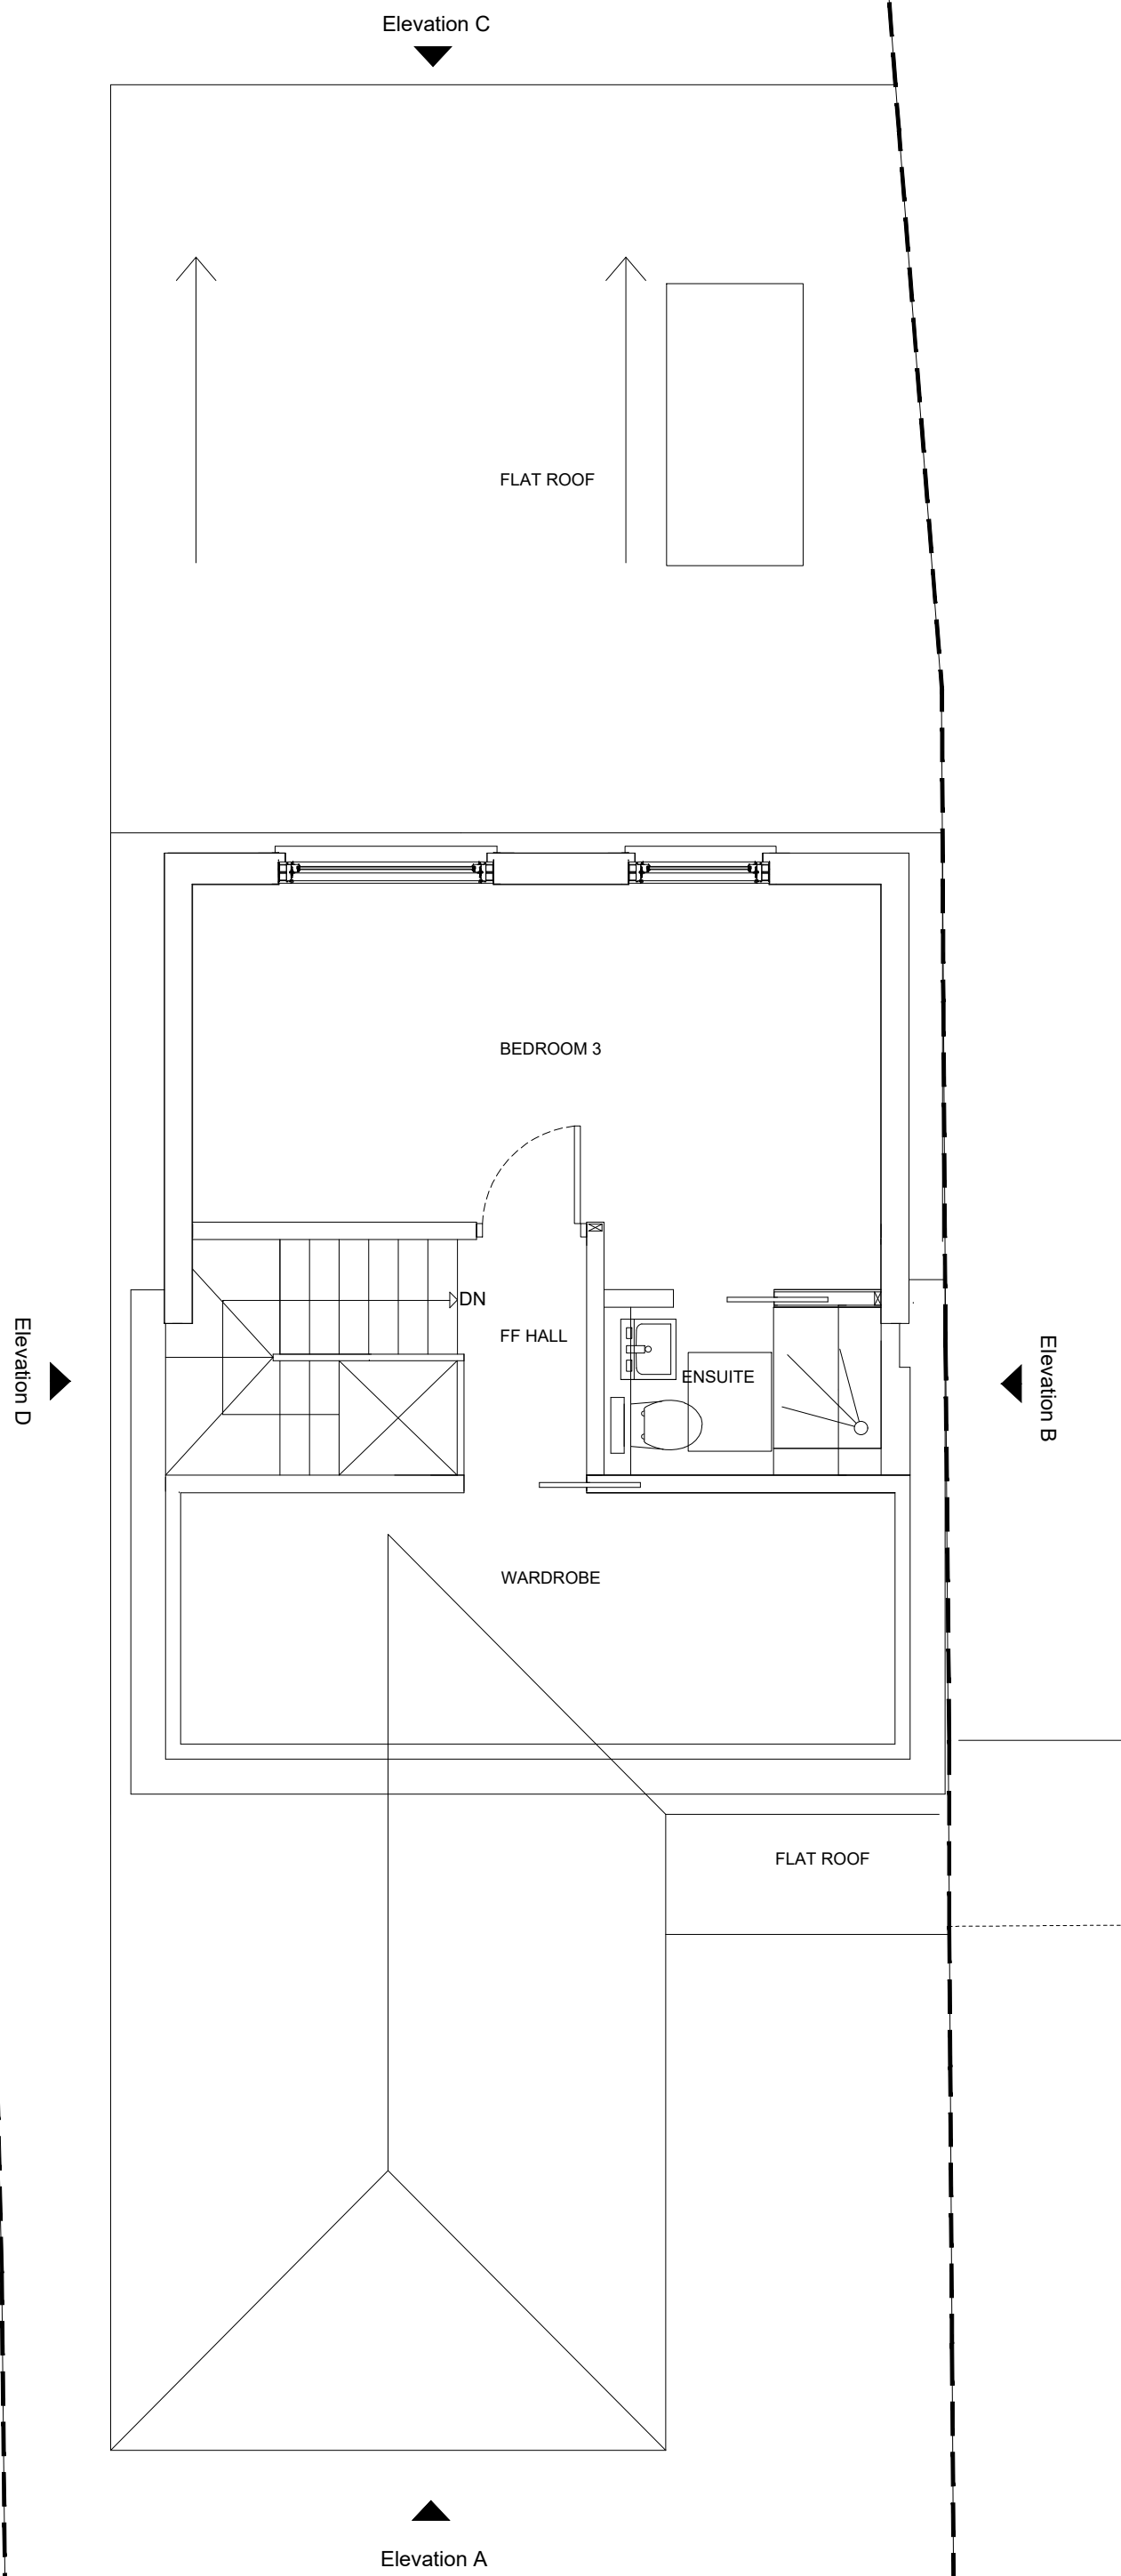 Elevation C
FLAT ROOF
BEDROOM 3
DN
FF HALL
Elevation D
Elevation B
ENSUITE
WARDROBE
FLAT ROOF
Elevation A